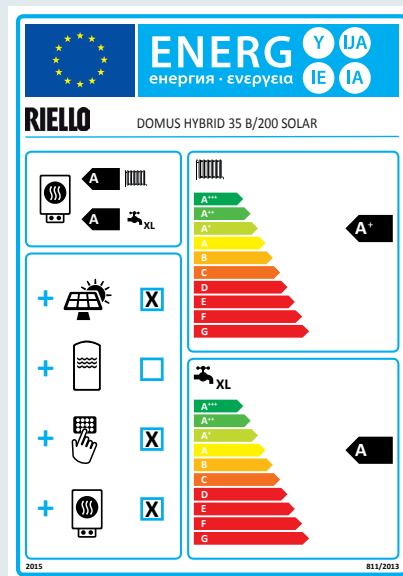 ENERG
Y
IJA
IE
IA
енергия · ενεργεια
RIELLO
DOMUS HYBRID 35 B/200 SOLAR
A
A
XL
X
X
X
A+++
A++
A+
A
B
C
D
E
F
G
A+
XL
A+++
A++
A+
A
B
C
D
E
F
G
A
2015
811/2013